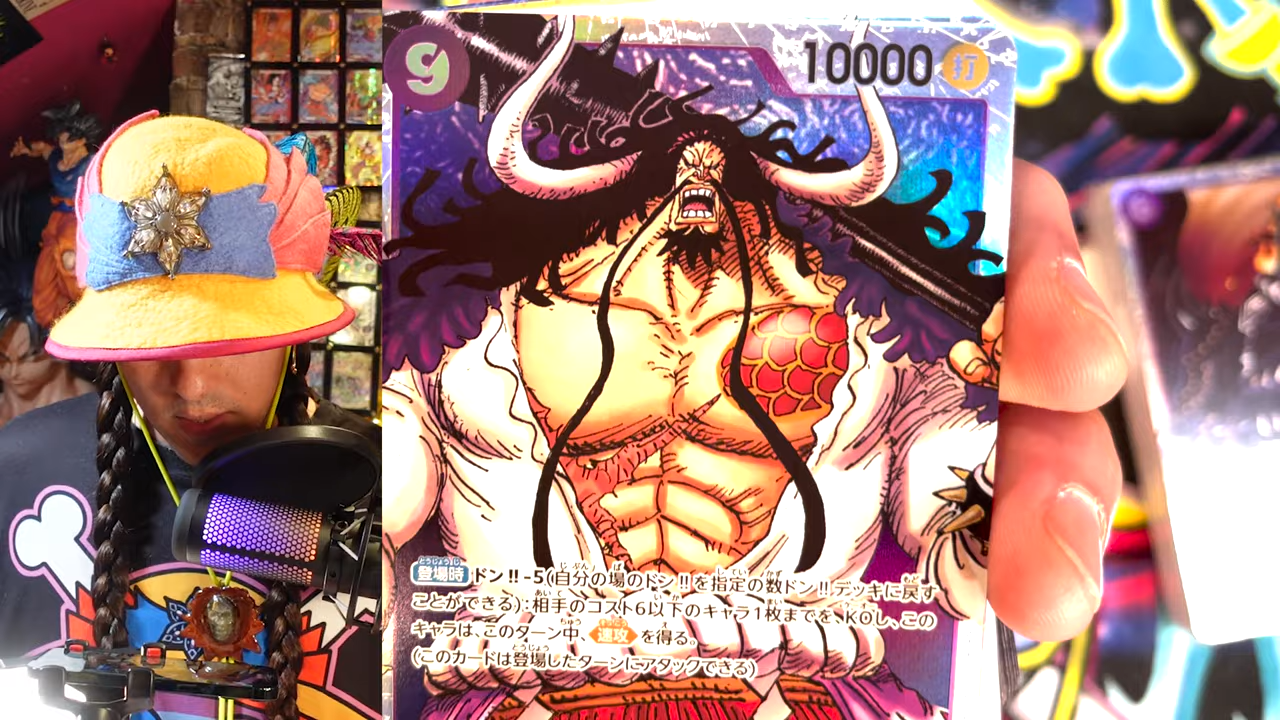 9
10000
打
登場時 ドン!!-5(自分の場のドン!!を指定の数ドン!!デッキに戻す
ことができる):相手のコスト6以下のキャラ1枚までを、KOし、この
キャラは、このターン中、速攻 を得る。
(このカードは登場したターンにアタックできる)